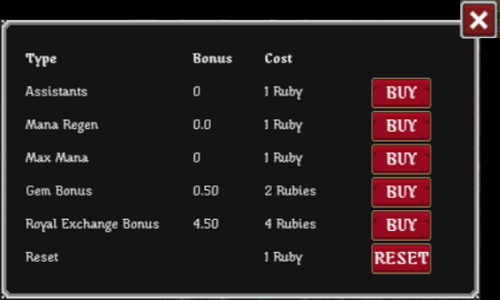 Type Bonus Cost
Assistants 0 1 Ruby BUY
Mana Regen 0.0 1 Ruby BUY
Max Mana 0 1 Ruby BUY
Gem Bonus 0.50 2 Rubies BUY
Royal Exchange Bonus 4.50 4 Rubies BUY
Reset 1 Ruby RESET